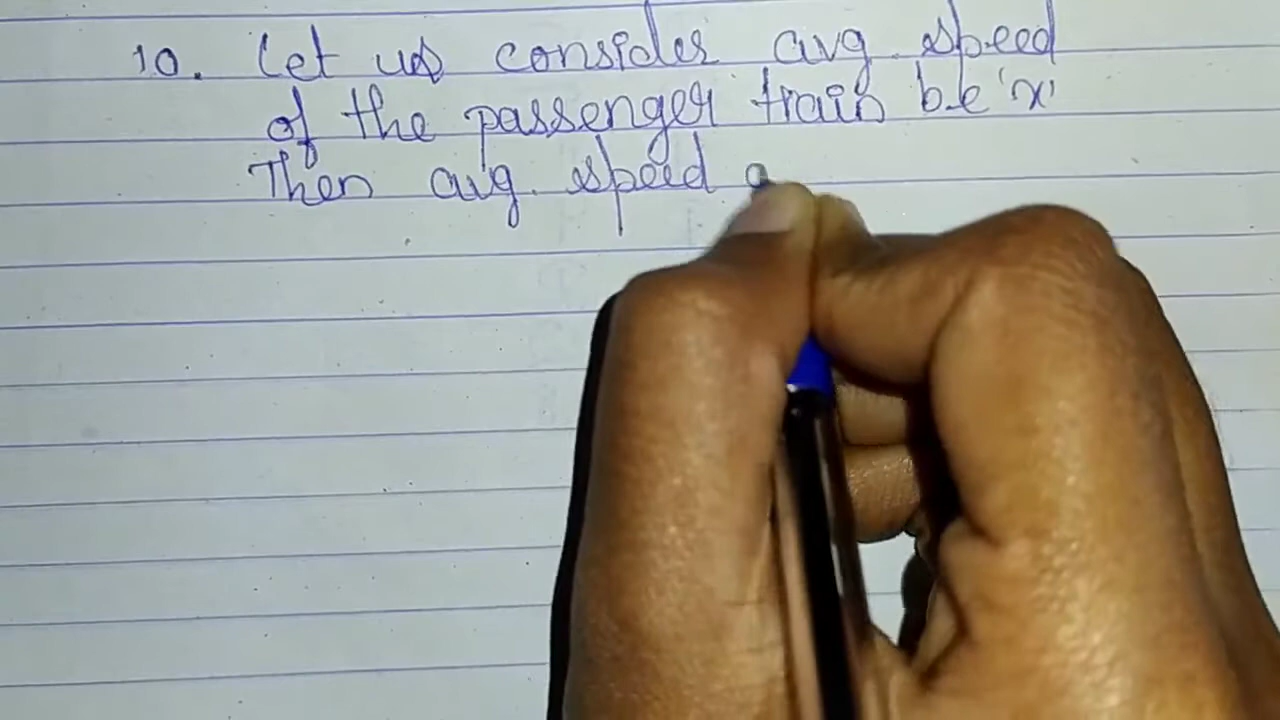 10. Let us consider avg speed
of the passenger train be 'x'
Then avg. speed